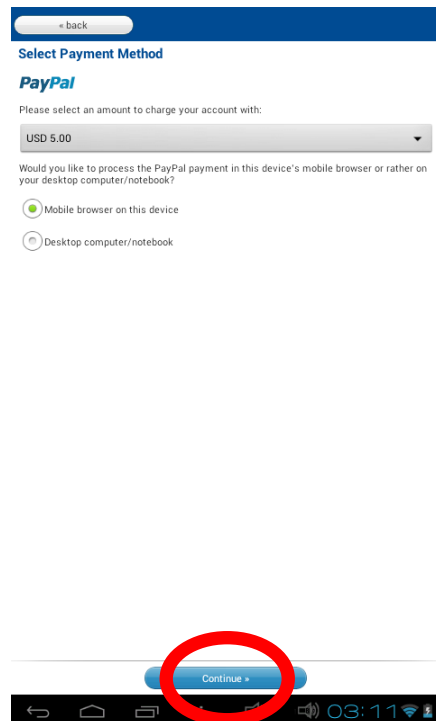 « back
Select Payment Method
PayPal
Please select an amount to charge your account with:
USD 5.00
Would you like to process the PayPal payment in this device's mobile browser or rather on
your desktop computer/notebook?
Mobile browser on this device
Desktop computer/notebook
Continue »
03:11